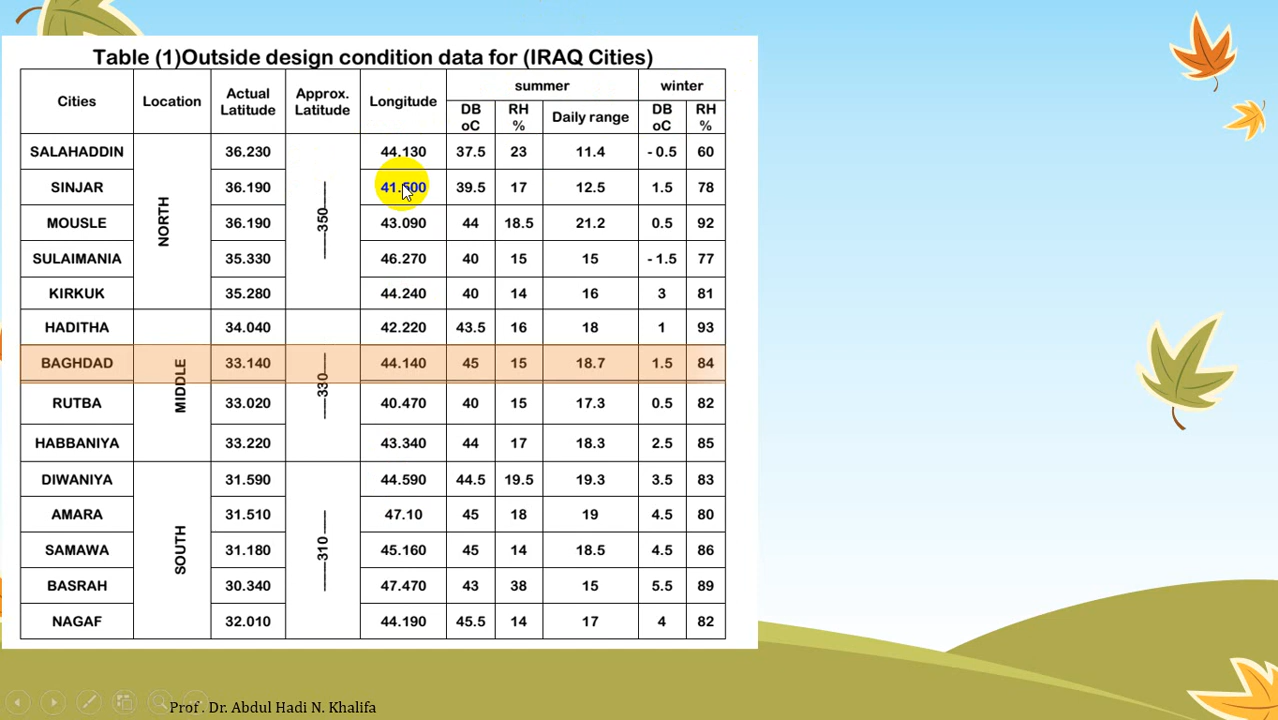 Table (1)Outside design condition data for (IRAQ Cities)
Cities Location Actual Latitude Approx. Latitude Longitude summer winter
DB oC RH % Daily range DB oC RH %
SALAHADDIN 36.230 44.130 37.5 23 11.4 - 0.5 60
SINJAR 36.190 39.5 17 12.5 1.5 78
MOUSLE 36.190 43.090 44 18.5 21.2 0.5 92
SULAIMANIA 35.330 46.270 40 15 15 - 1.5 77
KIRKUK 35.280 44.240 40 14 16 3 81
NORTH
350
HADITHA 34.040 42.220 43.5 16 18 1 93
BAGHDAD 33.140 44.140 45 15 18.7 1.5 84
RUTBA 33.020 40.470 40 15 17.3 0.5 82
HABBANIYA 33.220 43.340 44 17 18.3 2.5 85
MIDDLE
330
DIWANIYA 31.590 44.590 44.5 19.5 19.3 3.5 83
AMARA 31.510 47.10 45 18 19 4.5 80
SAMAWA 31.180 45.160 45 14 18.5 4.5 86
BASRAH 30.340 47.470 43 38 15 5.5 89
NAGAF 32.010 44.190 45.5 14 17 4 82
SOUTH
310
Prof . Dr. Abdul Hadi N. Khalifa